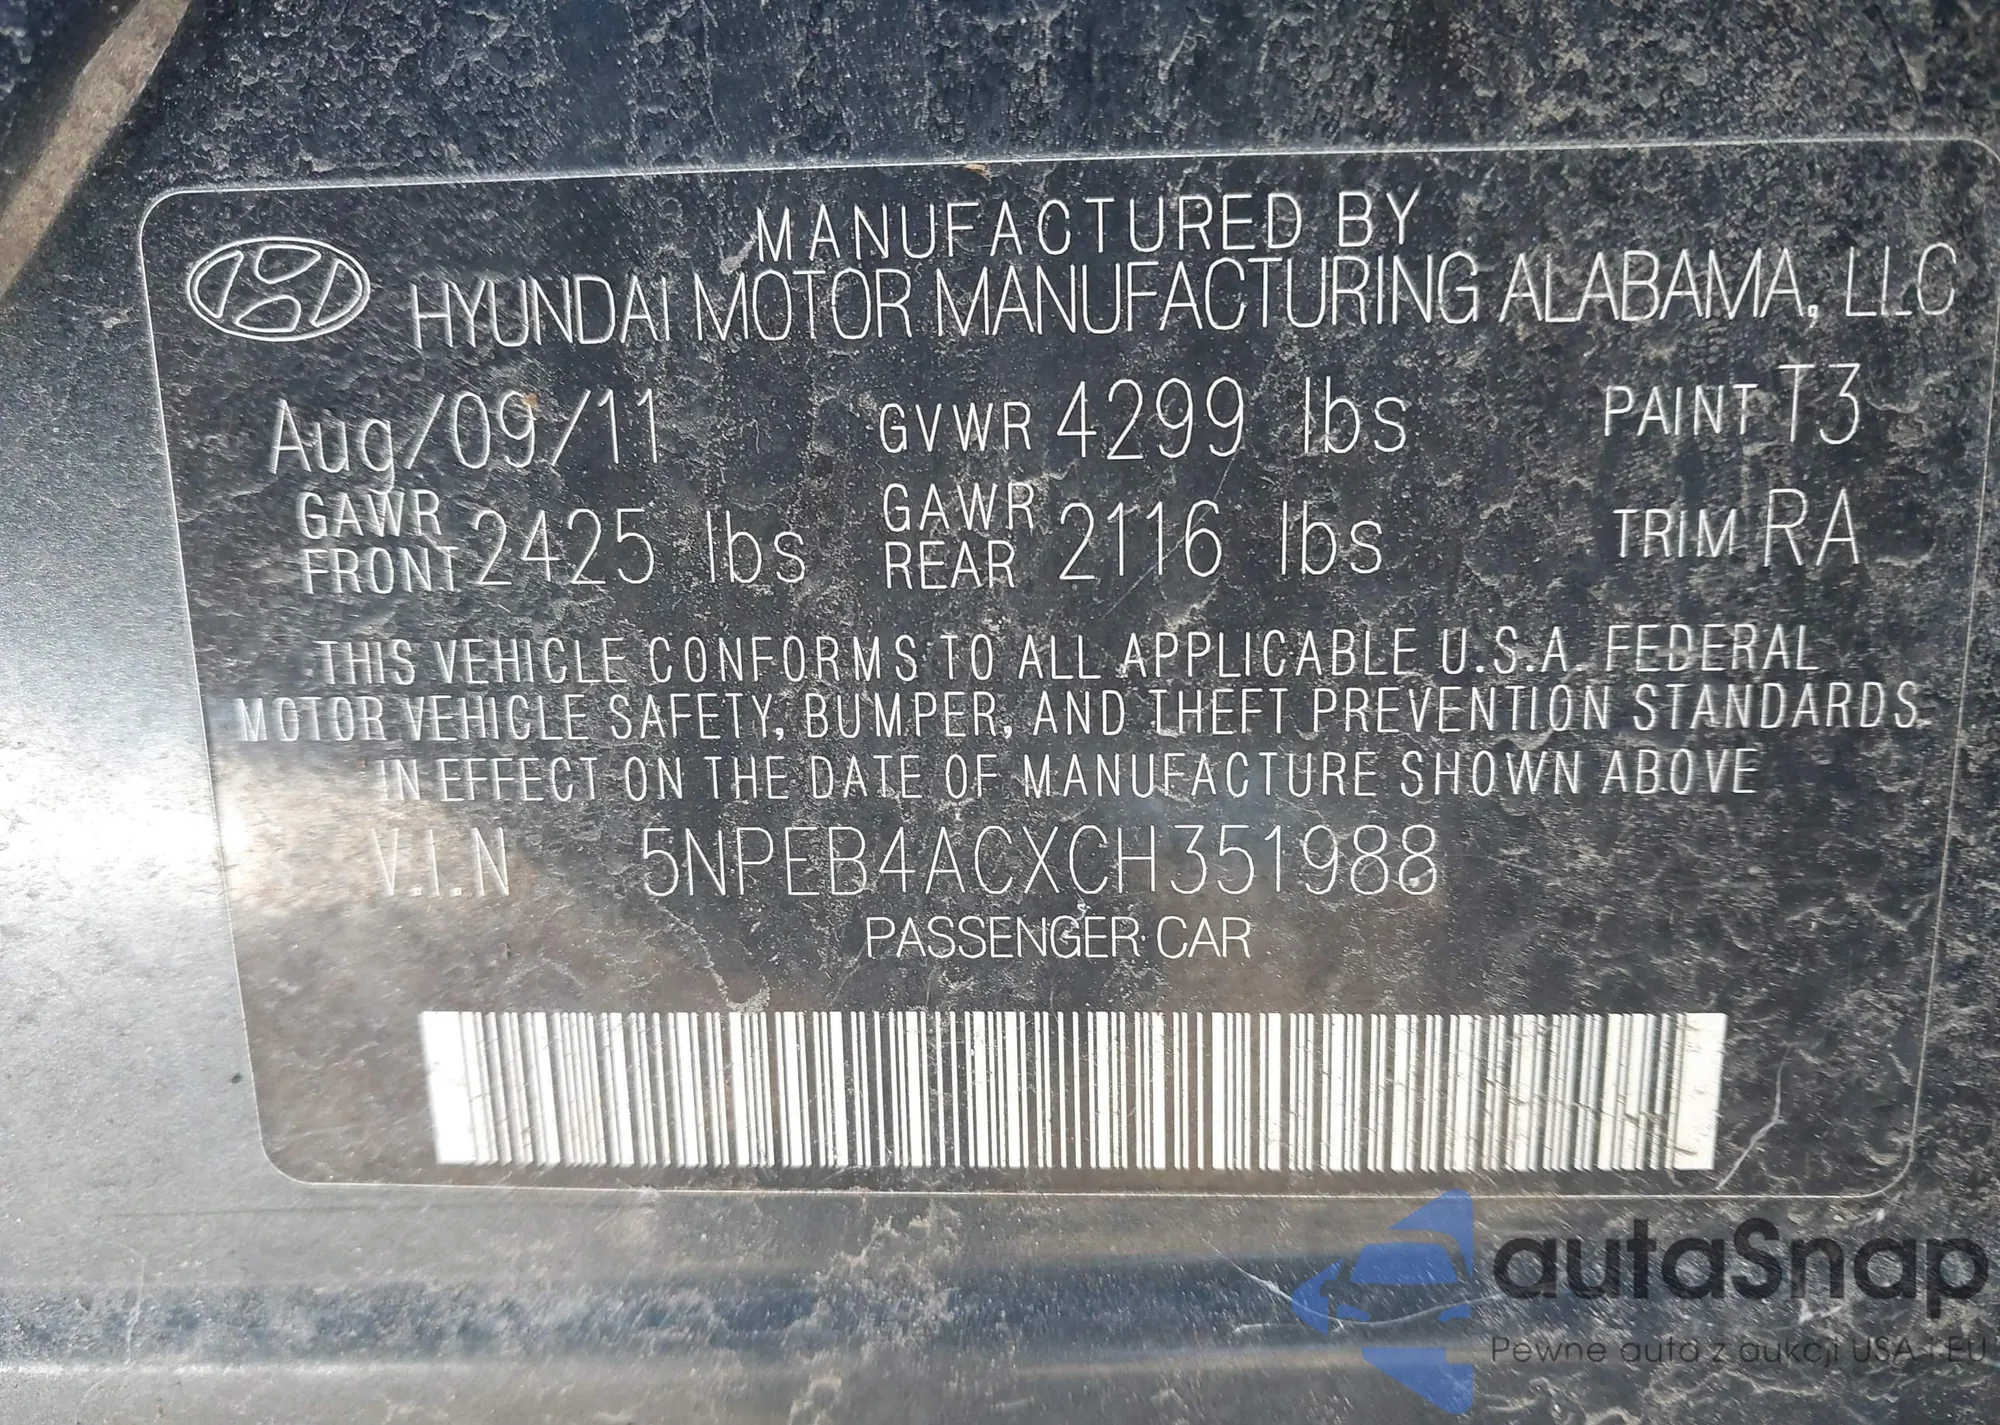 MANUFACTURED BY
HYUNDAI MOTOR MANUFACTURING ALABAMA, LLC
Aug/09/11 GVWR 4299 lbs PAINT T3
GAWR FRONT 2425 lbs GAWR REAR 2116 lbs TRIM RA
THIS VEHICLE CONFORMS TO ALL APPLICABLE U.S.A. FEDERAL
MOTOR VEHICLE SAFETY, BUMPER, AND THEFT PREVENTION STANDARDS
IN EFFECT ON THE DATE OF MANUFACTURE SHOWN ABOVE
V.I.N 5NPEB4ACXCH351988
PASSENGER CAR
autaSnap
Pewne auta z aukcji USA i EU